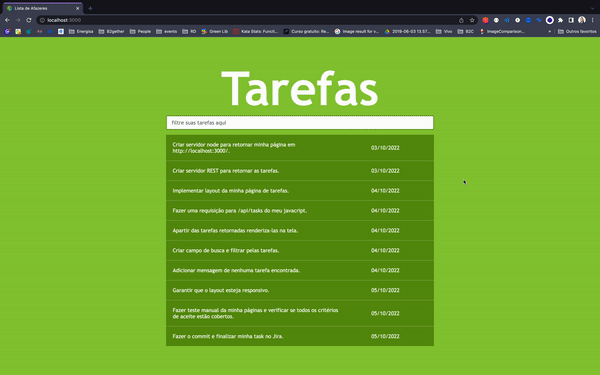 Lista de Afazeres
localhost:3000
Energisa
B2gether
People
events
RD
Green Lib
Kata Stats: Functi...
Curso gratuito: Re...
Image result for v...
2019-06-03 13.57...
Vivo
B2C
ImageComparison...
Outros favoritos
Tarefas
filtre suas tarefas aqui
Criar servidor node para retornar minha página em
http://localhost:3000/.
03/10/2022
Criar servidor REST para retornar as tarefas.
03/10/2022
Implementar layout da minha página de tarefas.
04/10/2022
Fazer uma requisição para /api/tasks do meu javacript.
04/10/2022
Apartir das tarefas retornadas renderiza-las na tela.
04/10/2022
Criar campo de busca e filtrar pelas tarefas.
04/10/2022
Adicionar mensagem de nenhuma tarefa encontrada.
04/10/2022
Garantir que o layout esteja responsivo.
05/10/2022
Fazer teste manual da minha páginas e verificar se todos os critérios
de aceite estão cobertos.
05/10/2022
Fazer o commit e finalizar minha task no Jira.
05/10/2022